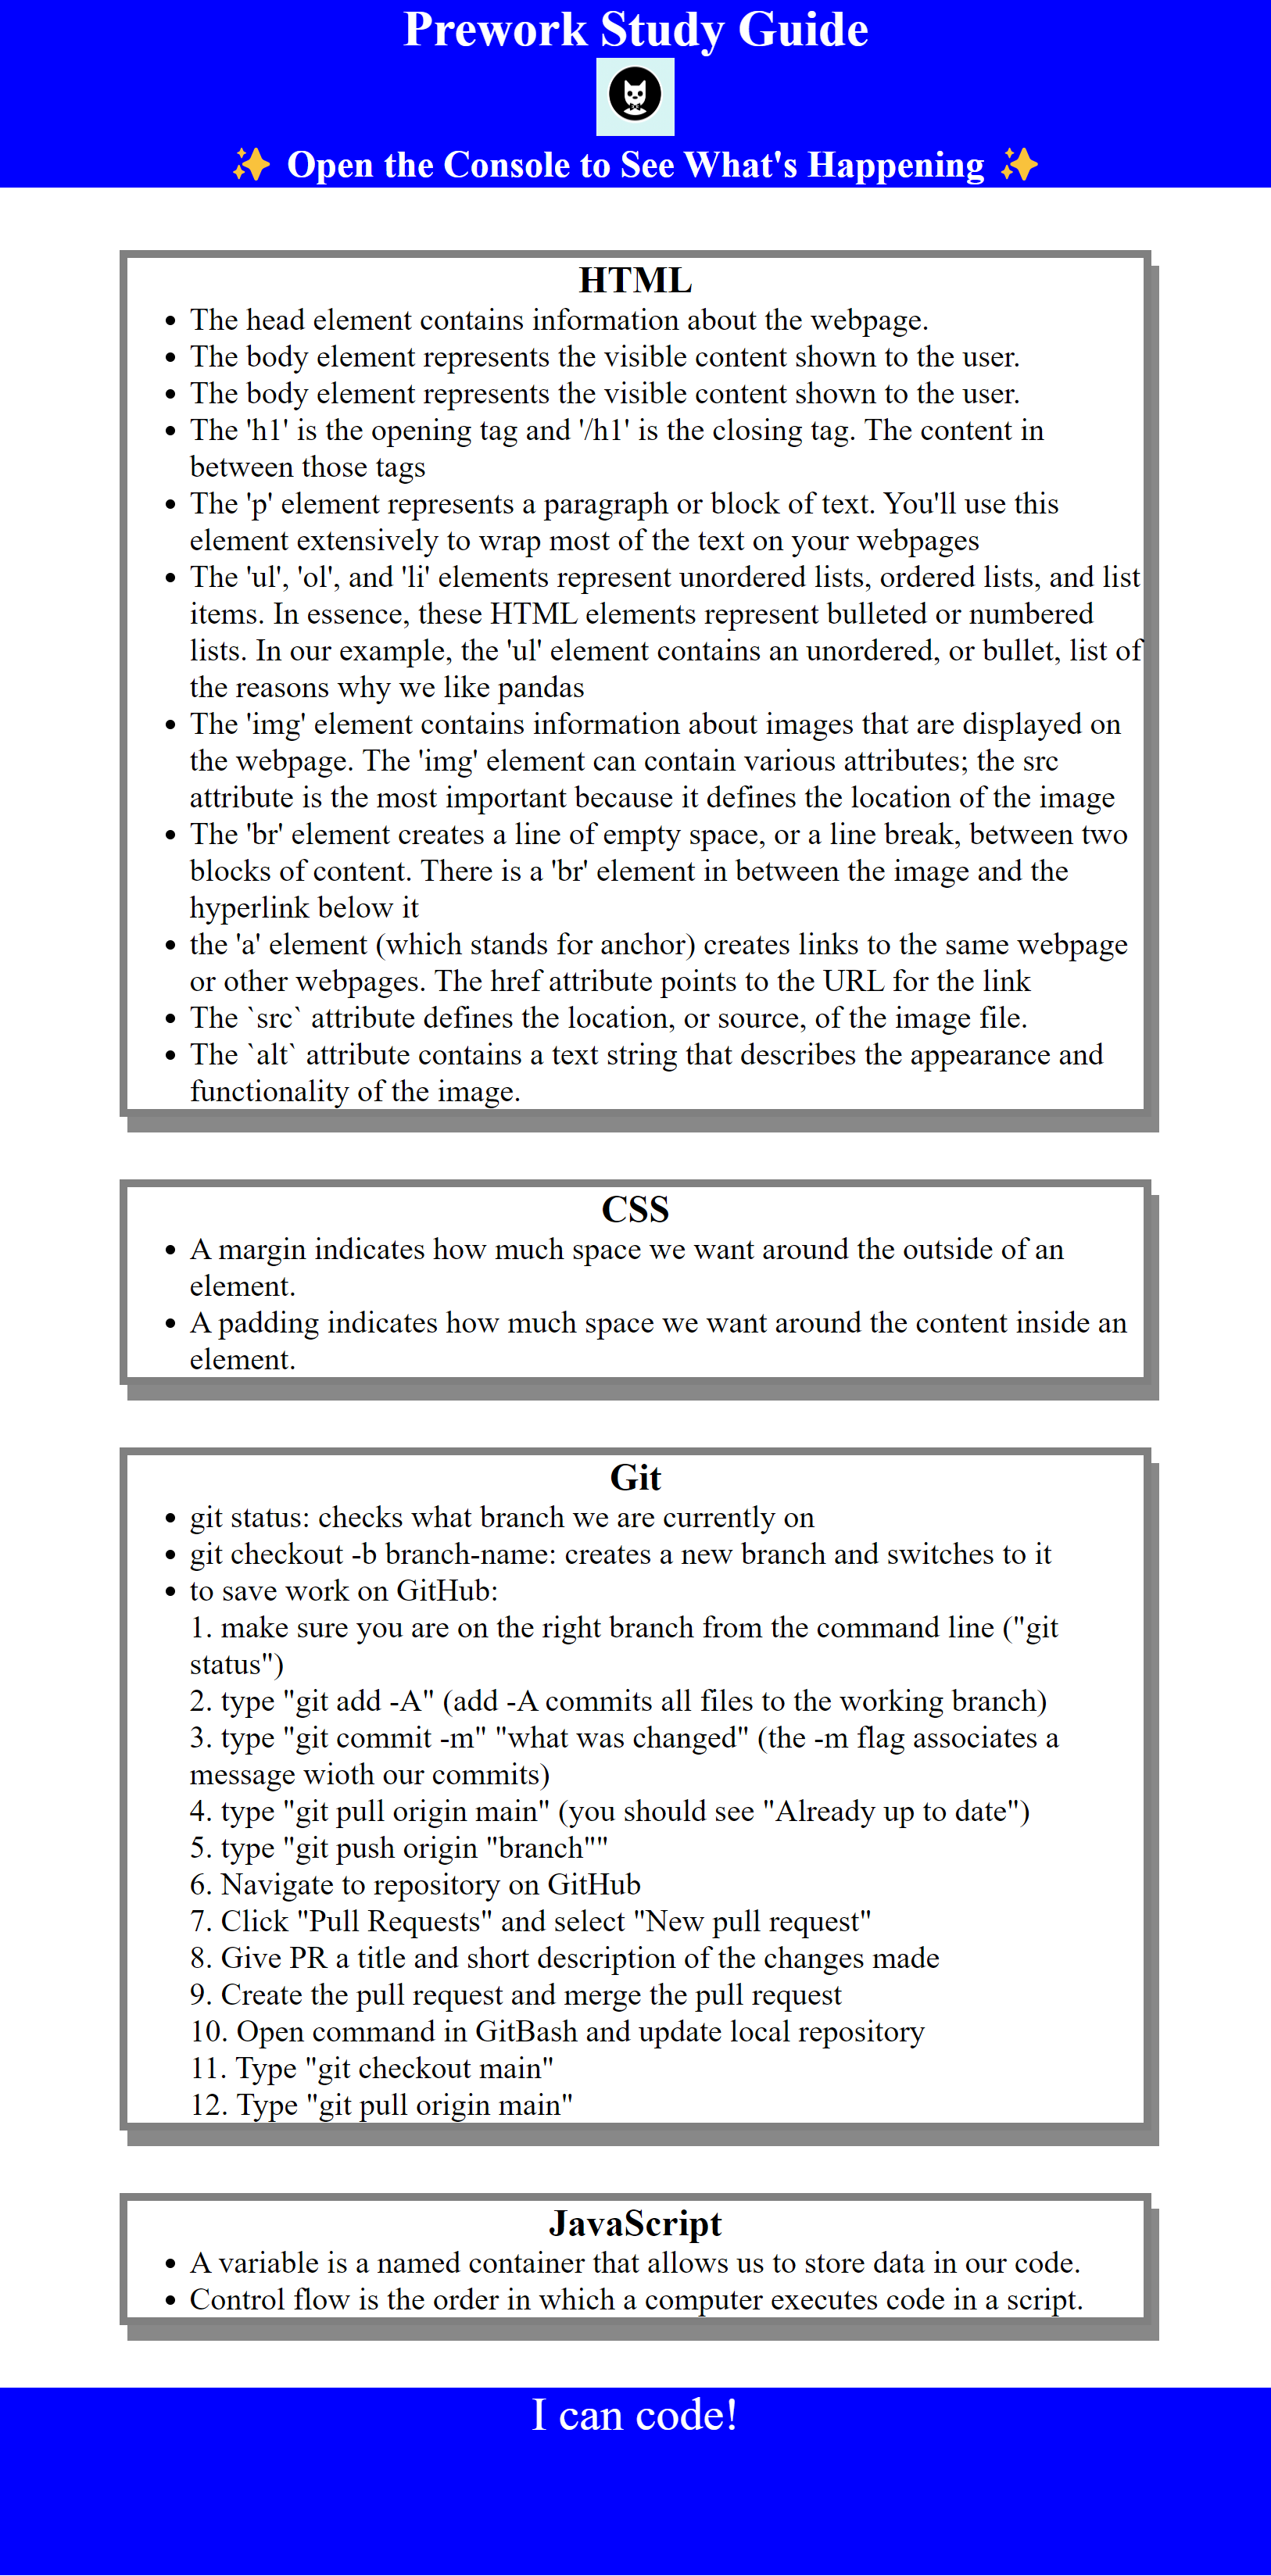 Prework Study Guide
✨ Open the Console to See What's Happening ✨
HTML
• The head element contains information about the webpage.
• The body element represents the visible content shown to the user.
• The body element represents the visible content shown to the user.
• The 'h1' is the opening tag and '/h1' is the closing tag. The content in
between those tags
• The 'p' element represents a paragraph or block of text. You'll use this
element extensively to wrap most of the text on your webpages
• The 'ul', 'ol', and 'li' elements represent unordered lists, ordered lists, and list
items. In essence, these HTML elements represent bulleted or numbered
lists. In our example, the 'ul' element contains an unordered, or bullet, list of
the reasons why we like pandas
• The 'img' element contains information about images that are displayed on
the webpage. The 'img' element can contain various attributes; the src
attribute is the most important because it defines the location of the image
• The 'br' element creates a line of empty space, or a line break, between two
blocks of content. There is a 'br' element in between the image and the
hyperlink below it
• the 'a' element (which stands for anchor) creates links to the same webpage
or other webpages. The href attribute points to the URL for the link
• The `src` attribute defines the location, or source, of the image file.
• The `alt` attribute contains a text string that describes the appearance and
functionality of the image.
CSS
• A margin indicates how much space we want around the outside of an
element.
• A padding indicates how much space we want around the content inside an
element.
Git
• git status: checks what branch we are currently on
• git checkout -b branch-name: creates a new branch and switches to it
• to save work on GitHub:
1. make sure you are on the right branch from the command line ("git
status")
2. type "git add -A" (add -A commits all files to the working branch)
3. type "git commit -m" "what was changed" (the -m flag associates a
message wioth our commits)
4. type "git pull origin main" (you should see "Already up to date")
5. type "git push origin "branch""
6. Navigate to repository on GitHub
7. Click "Pull Requests" and select "New pull request"
8. Give PR a title and short description of the changes made
9. Create the pull request and merge the pull request
10. Open command in GitBash and update local repository
11. Type "git checkout main"
12. Type "git pull origin main"
JavaScript
• A variable is a named container that allows us to store data in our code.
• Control flow is the order in which a computer executes code in a script.
I can code!